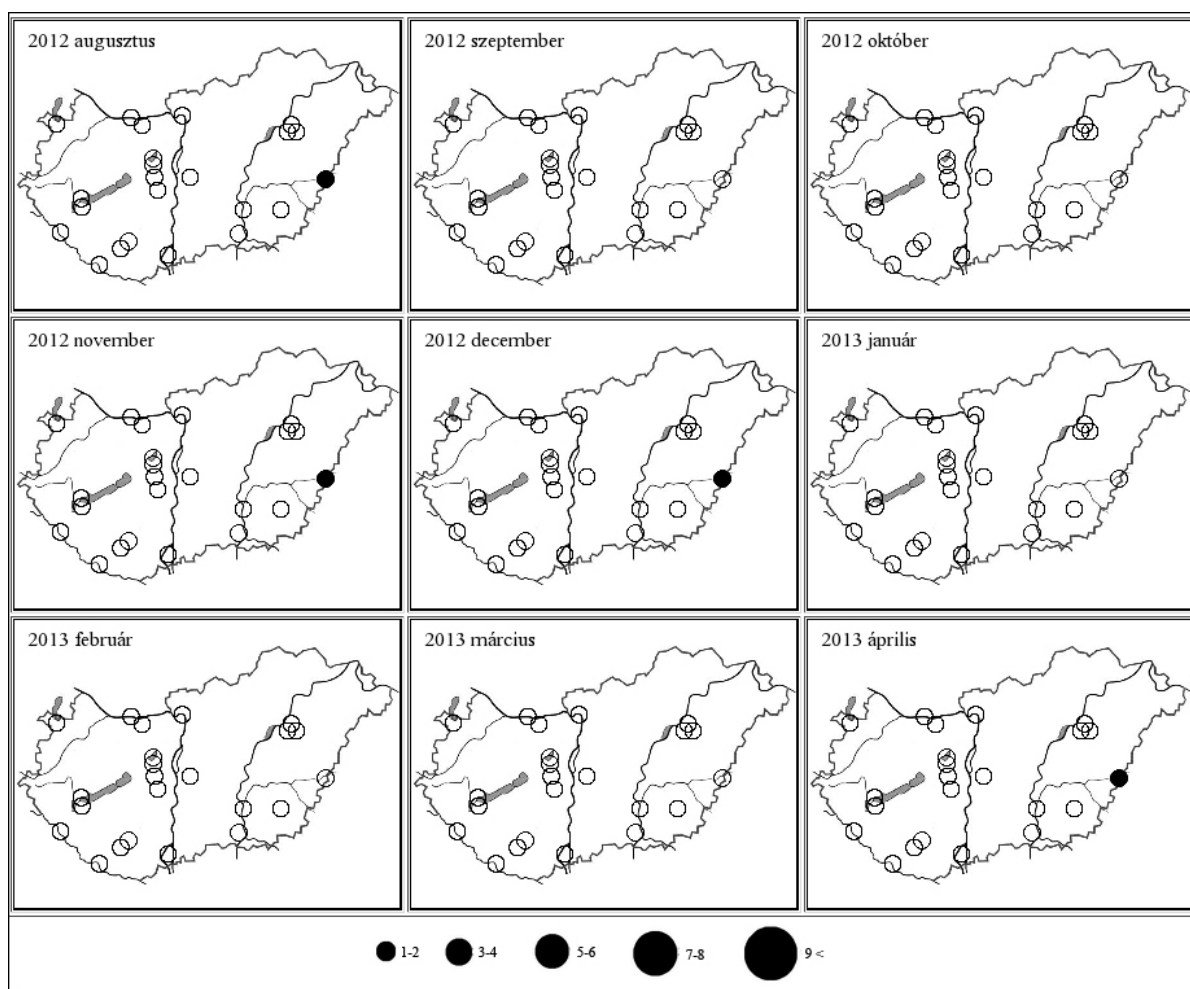 2012 augusztus
2012 szeptember
2012 október
2012 november
2012 december
2013 január
2013 február
2013 március
2013 április
1-2 3-4 5-6 7-8 9 <